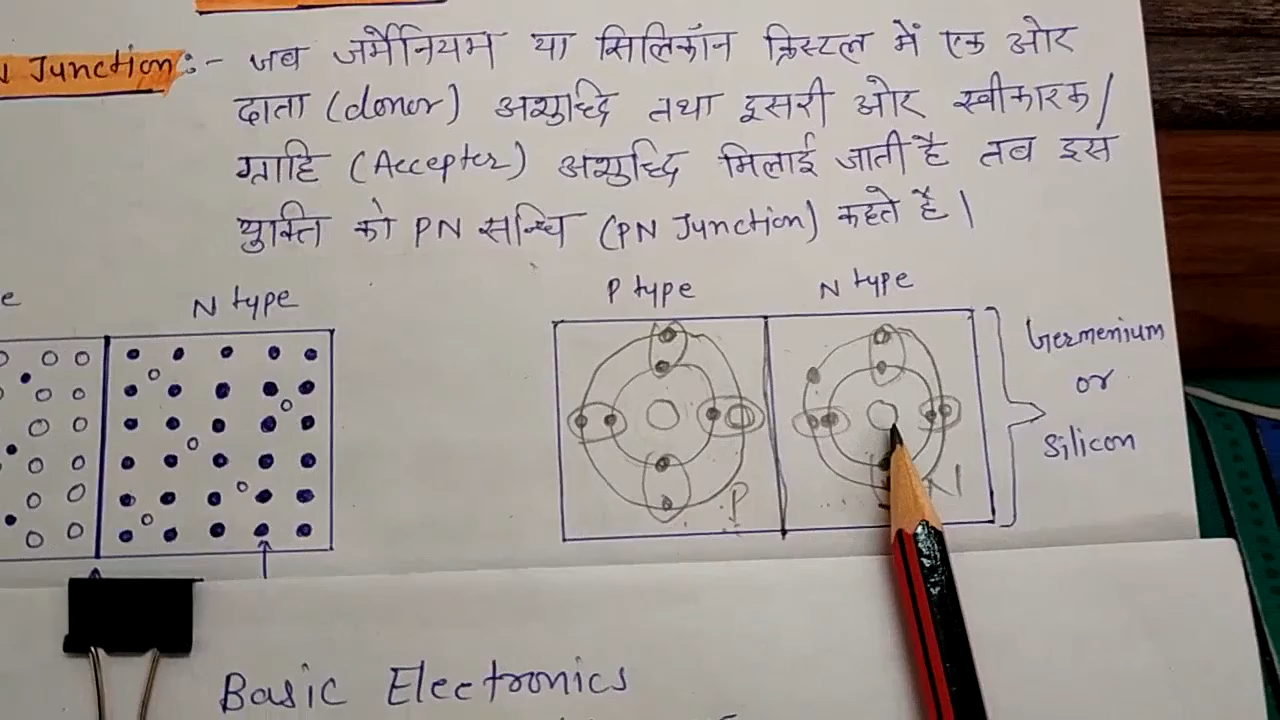 N Junction :- जब जर्मेनियम या सिलिकॉन क्रिस्टल में एक ओर
दाता (donor) अशुद्धि तथा दूसरी ओर स्वीकारक/
ग्राहि (Accepter) अशुद्धि मिलाई जाती है तब इस
युक्ति को PN सन्धि (PN Junction) कहते है।
e N type
P type N type
Germenium
or
Silicon
P N
Basic Electronics